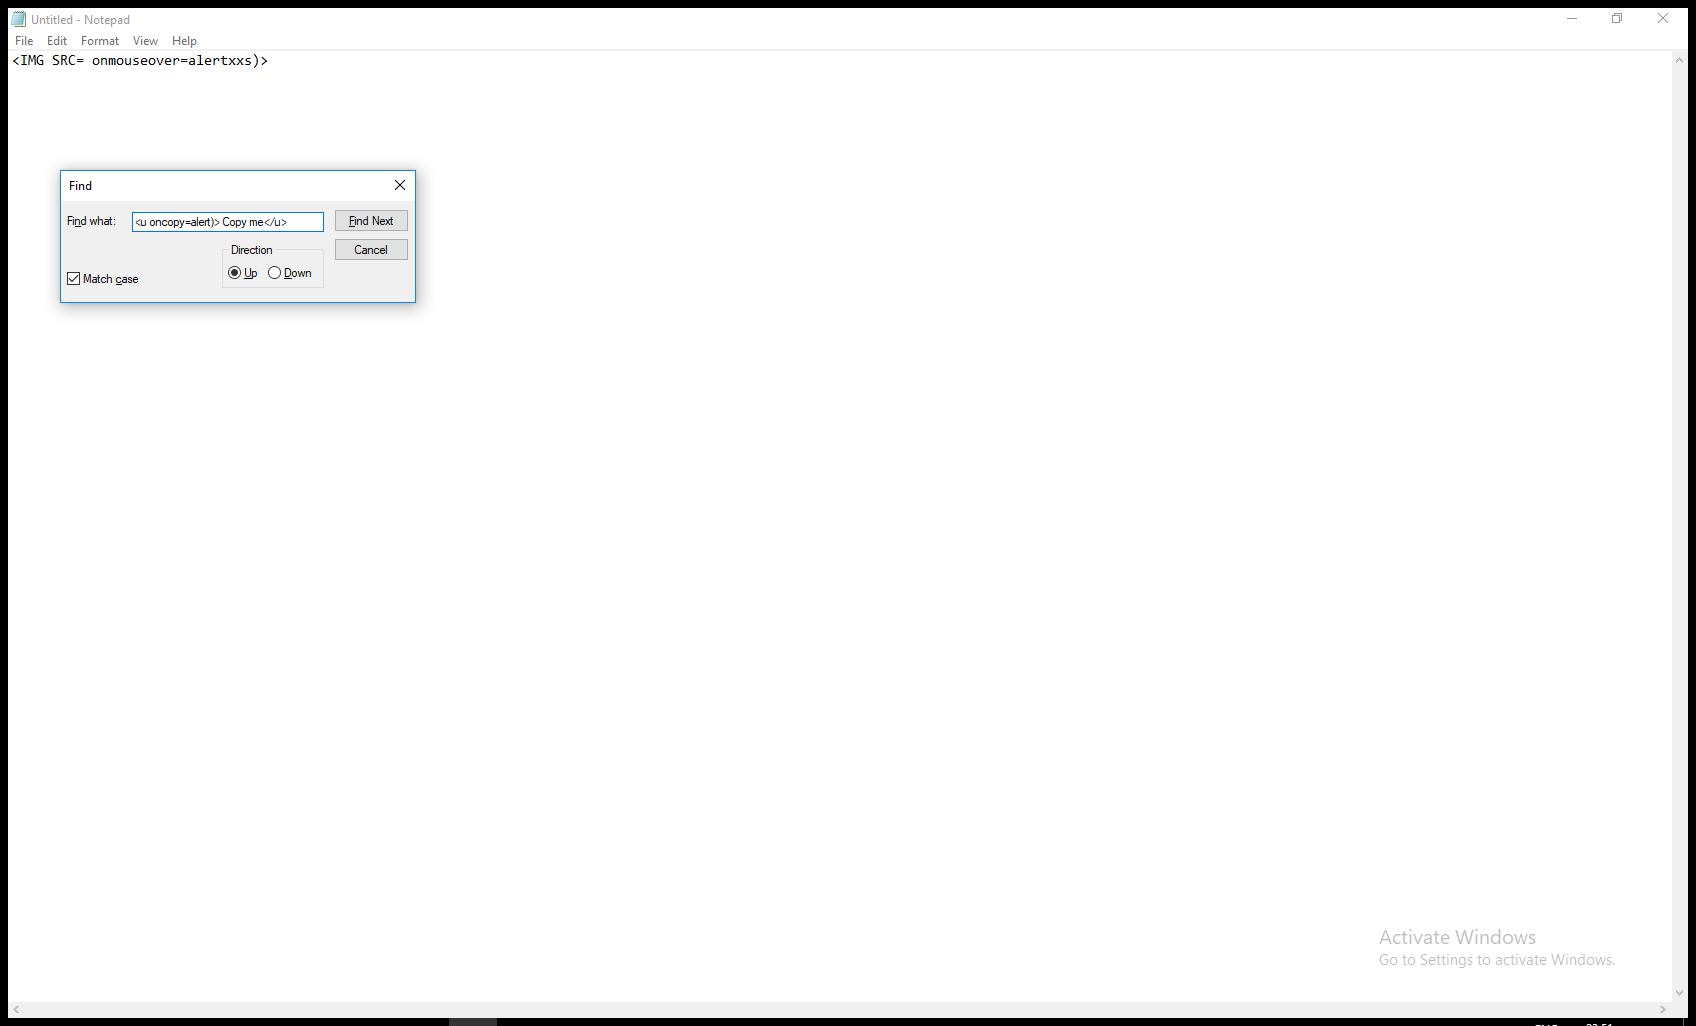 Untitled - Notepad
File Edit Format View Help
<IMG SRC= onmouseover=alertxxs)>
Find
Find what: <u oncopy=alert)> Copy me</u> Find Next
Direction Cancel
Up Down
Match case
Activate Windows
Go to Settings to activate Windows.